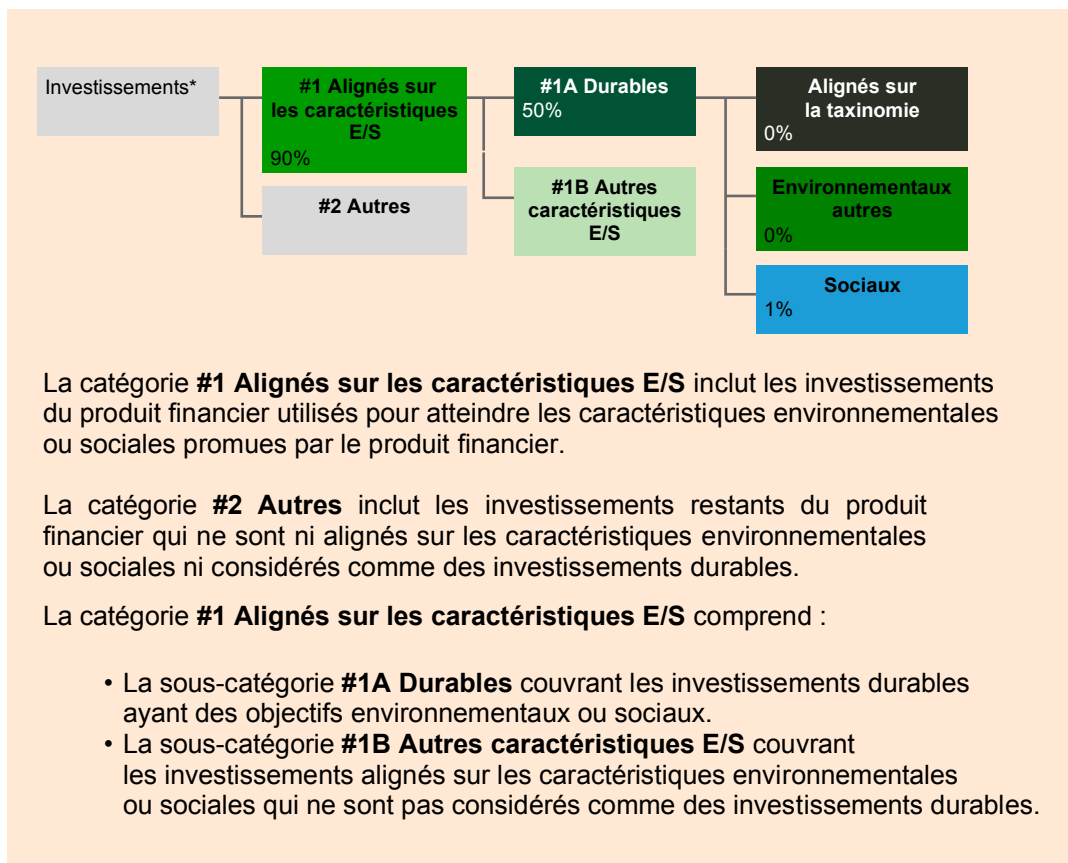 Investissements*
#1 Alignés sur
les caractéristiques
E/S
90%
#2 Autres
#1A Durables
50%
#1B Autres
caractéristiques
E/S
Alignés sur
la taxinomie
0%
Environnementaux
autres
0%
Sociaux
1%
La catégorie #1 Alignés sur les caractéristiques E/S inclut les investissements
du produit financier utilisés pour atteindre les caractéristiques environnementales
ou sociales promues par le produit financier.
La catégorie #2 Autres inclut les investissements restants du produit
financier qui ne sont ni alignés sur les caractéristiques environnementales
ou sociales ni considérés comme des investissements durables.
La catégorie #1 Alignés sur les caractéristiques E/S comprend :
• La sous-catégorie #1A Durables couvrant les investissements durables
ayant des objectifs environnementaux ou sociaux.
• La sous-catégorie #1B Autres caractéristiques E/S couvrant
les investissements alignés sur les caractéristiques environnementales
ou sociales qui ne sont pas considérés comme des investissements durables.